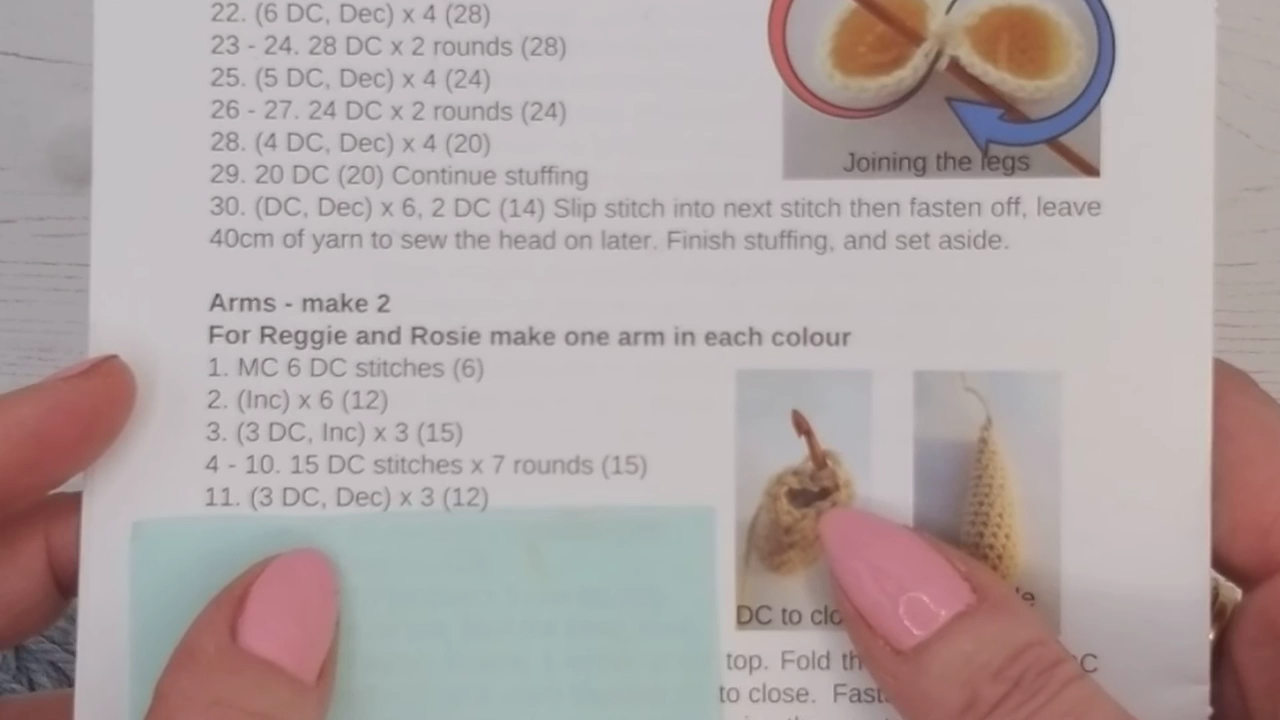 22. (6 DC, Dec) x 4 (28)
23 - 24. 28 DC x 2 rounds (28)
25. (5 DC, Dec) x 4 (24)
26 - 27. 24 DC x 2 rounds (24)
28. (4 DC, Dec) x 4 (20)
Joining the legs
29. 20 DC (20) Continue stuffing
30. (DC, Dec) x 6, 2 DC (14) Slip stitch into next stitch then fasten off, leave
40cm of yarn to sew the head on later. Finish stuffing, and set aside.
Arms - make 2
For Reggie and Rosie make one arm in each colour
1. MC 6 DC stitches (6)
2. (Inc) x 6 (12)
3. (3 DC, Inc) x 3 (15)
4 - 10. 15 DC stitches x 7 rounds (15)
11. (3 DC, Dec) x 3 (12)
DC to
top. Fold
to close.